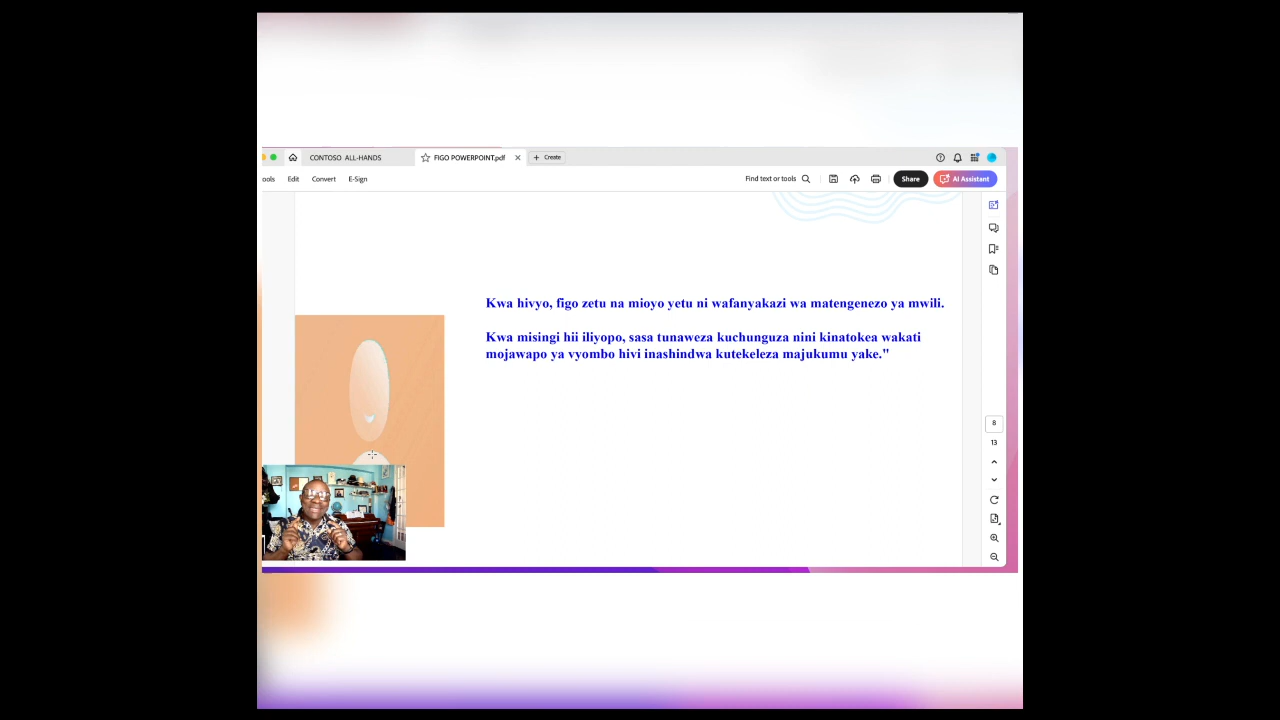 CONTOSO ALL-HANDS
FIGO POWERPOINT.pdf
Create
ools Edit Convert E-Sign
Find text or tools
Share
AI Assistant
Kwa hivyo, figo zetu na mioyo yetu ni wafanyakazi wa matengenezo ya mwili.
Kwa misingi hii iliyopo, sasa tunaweza kuchunguza nini kinatokea wakati
mojawapo ya vyombo hivi inashindwa kutekeleza majukumu yake."
8
13